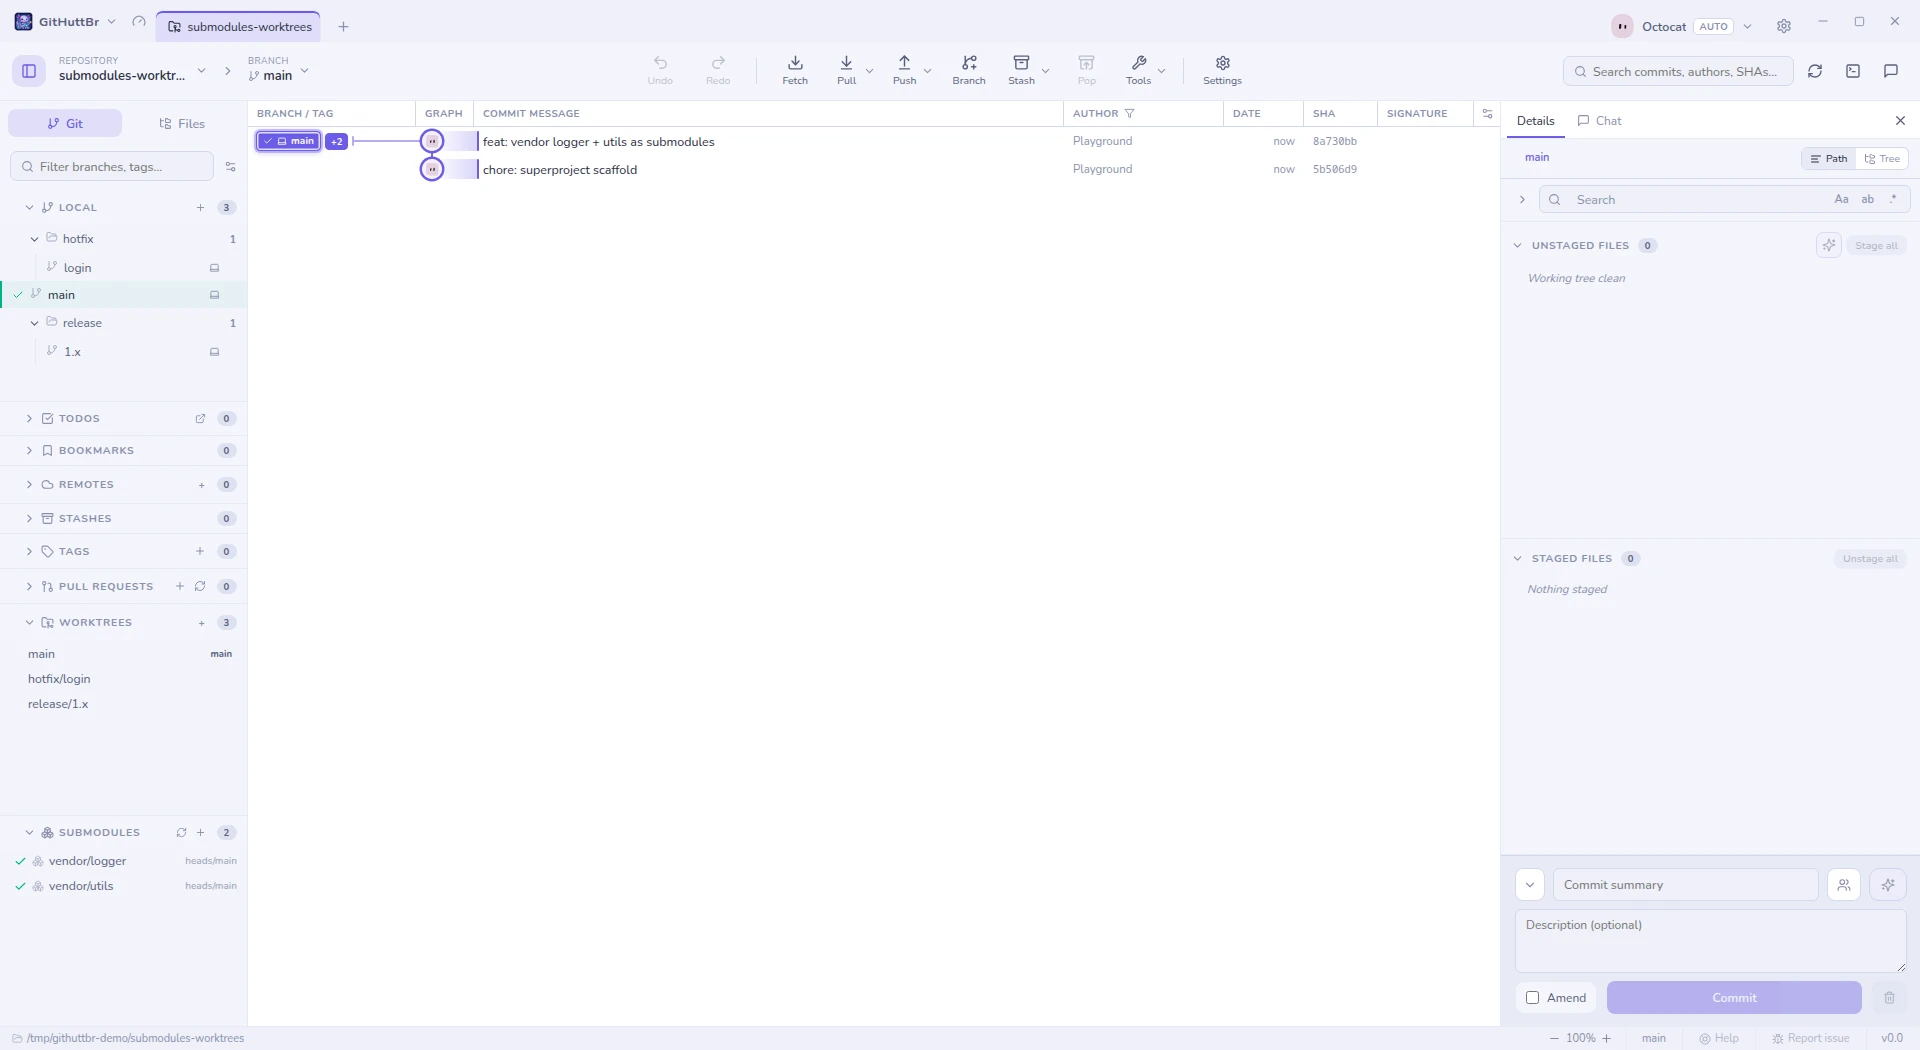 GitHuttBr
submodules-worktrees
Octocat AUTO
REPOSITORY
submodules-worktr...
BRANCH
main
Undo
Redo
Fetch
Pull
Push
Branch
Stash
Pop
Tools
Settings
Search commits, authors, SHAs...
Git
Files
Filter branches, tags...
LOCAL 3
hotfix 1
login
main
release 1
1.x
TODOS 0
BOOKMARKS 0
REMOTES 0
STASHES 0
TAGS 0
PULL REQUESTS 0
WORKTREES 3
main main
hotfix/login
release/1.x
SUBMODULES 2
vendor/logger heads/main
vendor/utils heads/main
BRANCH / TAG GRAPH COMMIT MESSAGE AUTHOR DATE SHA SIGNATURE
main +2 feat: vendor logger + utils as submodules Playground now 8a730bb
chore: superproject scaffold Playground now 5b506d9
Details
Chat
main
Path
Tree
Search Aa ab .*
UNSTAGED FILES 0 Stage all
Working tree clean
STAGED FILES 0 Unstage all
Nothing staged
Commit summary
Description (optional)
Amend
Commit
/tmp/githuttbr-demo/submodules-worktrees
100%
main
Help
Report issue
v0.0